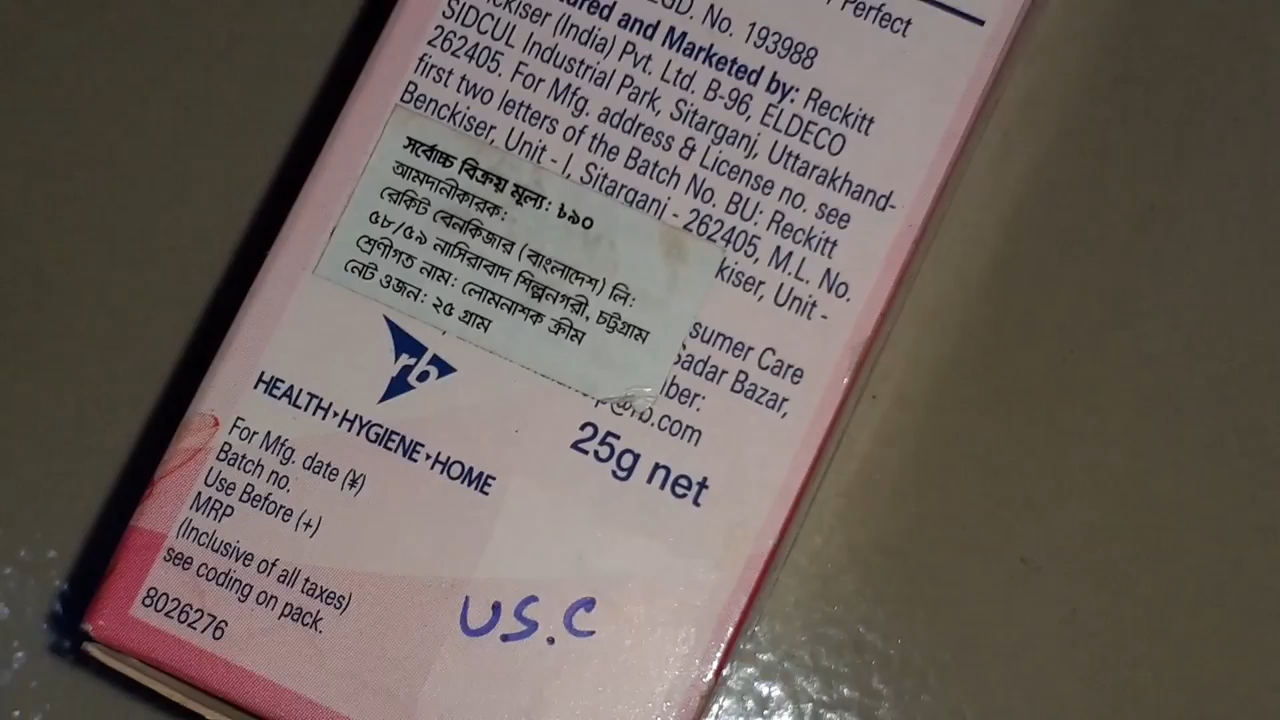 Perfect
GD. No. 193988
ured and Marketed by: Reckitt
ckiser (India) Pvt. Ltd. B-96, ELDECO
SIDCUL Industrial Park, Sitarganj, Uttarakhand-
262405. For Mfg. address & License no. see
first two letters of the Batch No. BU: Reckitt
Benckiser, Unit - I, Sitarganj - 262405, M.L. No.
kiser, Unit -
সর্বোচ্চ বিক্রয় মূল্য: ৳৯০
আমদানীকারক:
রেকিট বেনকিজার (বাংলাদেশ) লি:
৫৮/৫৯ নাসিরাবাদ শিল্পনগরী, চট্টগ্রাম
শ্রেণীগত নাম: লোমনাশক ক্রীম
নেট ওজন: ২৫ গ্রাম
sumer Care
Sadar Bazar,
ber:
@rb.com
rb
HEALTH•HYGIENE•HOME
25g net
For Mfg. date (¥)
Batch no.
Use Before (+)
MRP
(Inclusive of all taxes)
see coding on pack.
8026276
US.C